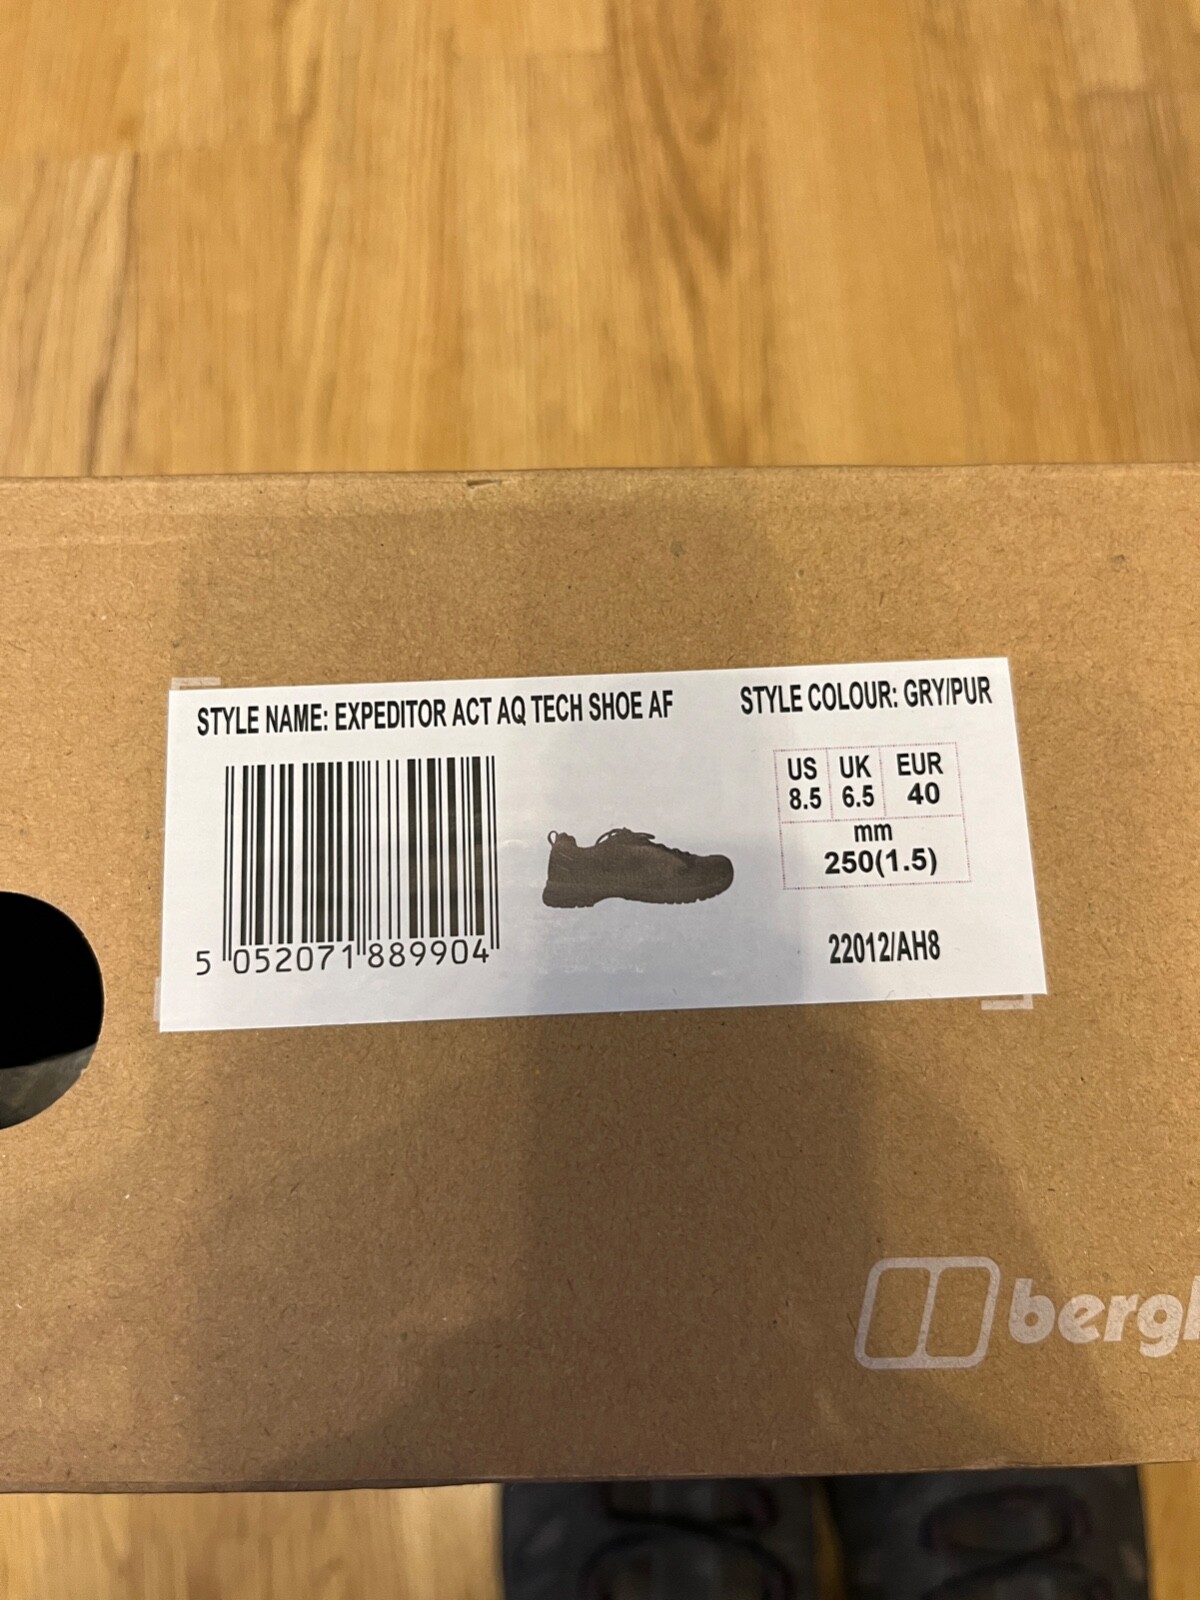 STYLE NAME: EXPEDITOR ACT AQ TECH SHOE AF
STYLE COLOUR: GRY/PUR
US UK EUR
8.5 6.5 40
mm
250(1.5)
5 052071 889904
22012/AH8
bergh